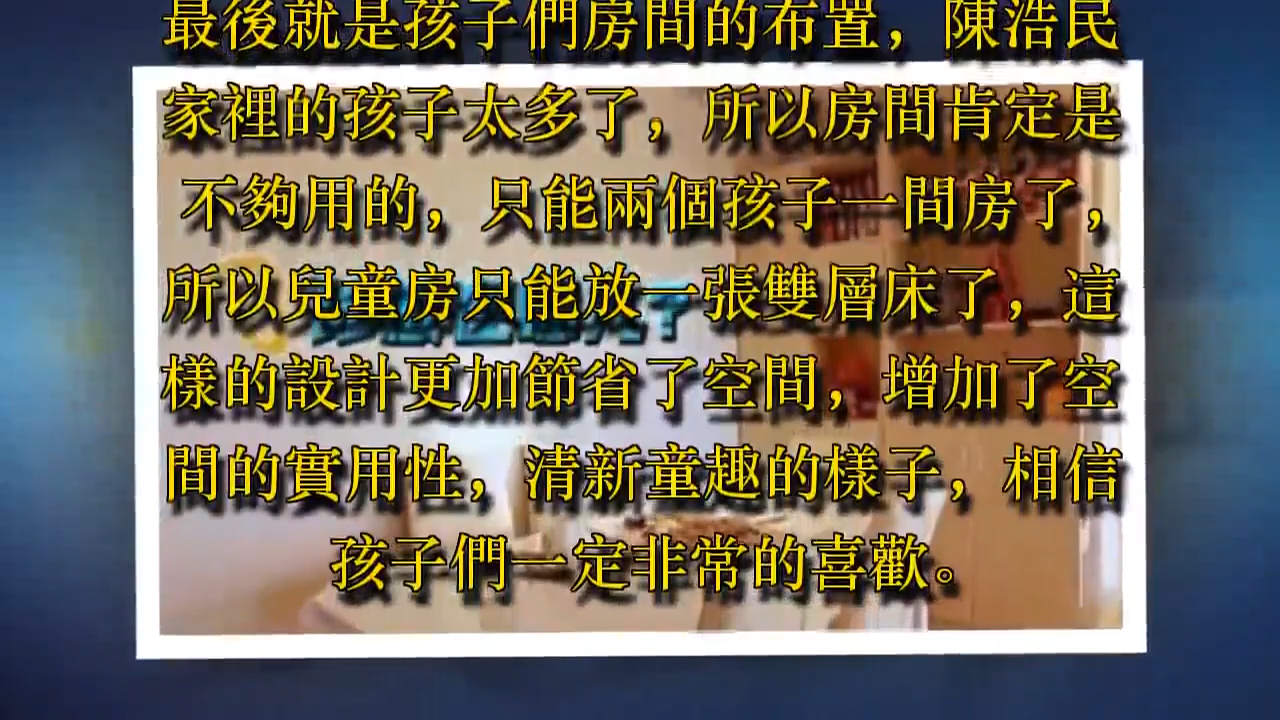 最後就是孩子們房間的布置，陳浩民
家裡的孩子太多了，所以房間肯定是
不夠用的，只能兩個孩子一間房了，
所以兒童房只能放一張雙層床了，這
樣的設計更加節省了空間，增加了空
間的實用性，清新童趣的樣子，相信
孩子們一定非常的喜歡。